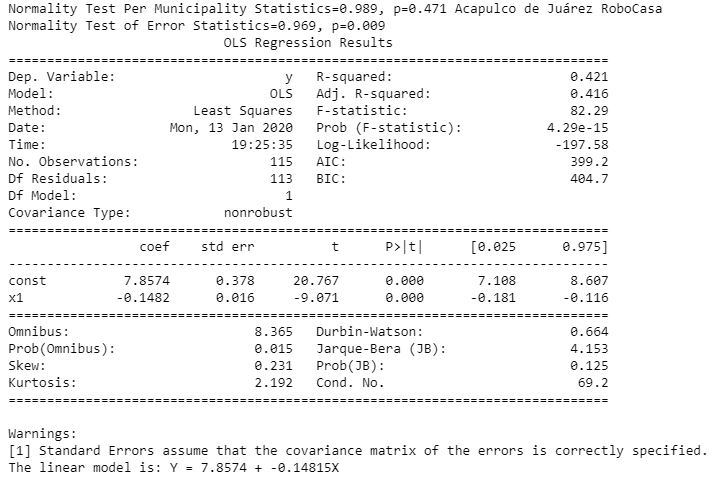 Normality Test Per Municipality Statistics=0.989, p=0.471 Acapulco de Juárez RoboCasa
Normality Test of Error Statistics=0.969, p=0.009
OLS Regression Results
==============================================================================
Dep. Variable: y R-squared: 0.421
Model: OLS Adj. R-squared: 0.416
Method: Least Squares F-statistic: 82.29
Date: Mon, 13 Jan 2020 Prob (F-statistic): 4.29e-15
Time: 19:25:35 Log-Likelihood: -197.58
No. Observations: 115 AIC: 399.2
Df Residuals: 113 BIC: 404.7
Df Model: 1
Covariance Type: nonrobust
==============================================================================
coef std err t P>|t| [0.025 0.975]
------------------------------------------------------------------------------
const 7.8574 0.378 20.767 0.000 7.108 8.607
x1 -0.1482 0.016 -9.071 0.000 -0.181 -0.116
==============================================================================
Omnibus: 8.365 Durbin-Watson: 0.664
Prob(Omnibus): 0.015 Jarque-Bera (JB): 4.153
Skew: 0.231 Prob(JB): 0.125
Kurtosis: 2.192 Cond. No. 69.2
==============================================================================
Warnings:
[1] Standard Errors assume that the covariance matrix of the errors is correctly specified.
The linear model is: Y = 7.8574 + -0.14815X